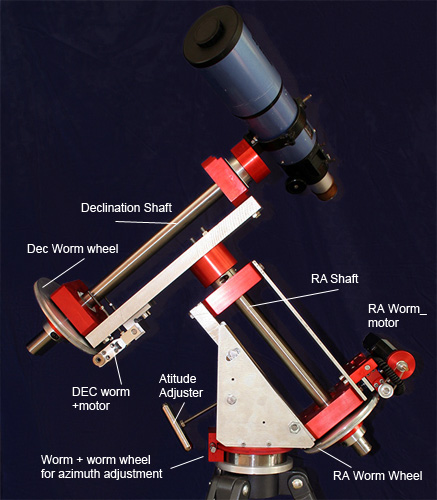 Declination Shaft
Dec Worm wheel
RA Shaft
RA Worm_
motor
DEC worm
+motor
Atitude
Adjuster
Worm + worm wheel
for azimuth adjustment
RA Worm Wheel